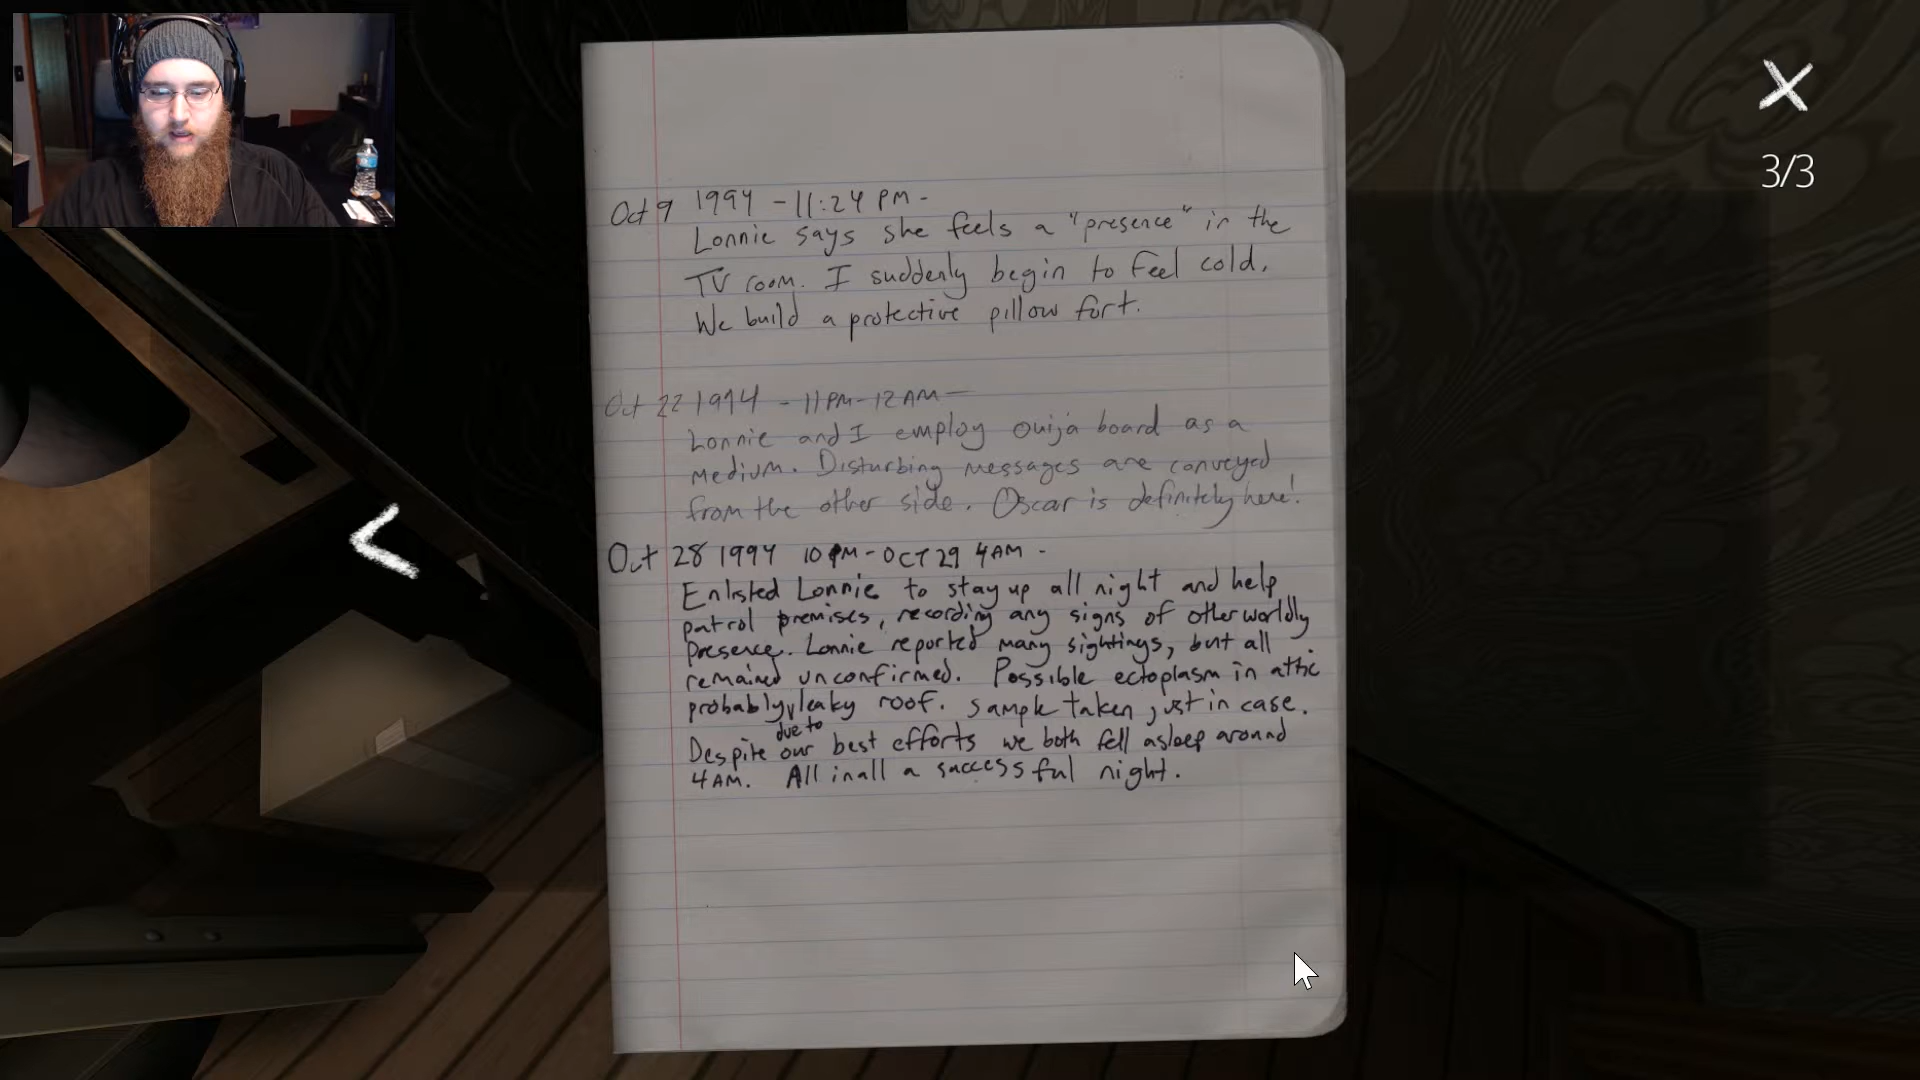 3/3
Oct 9 1994 - 11:24 PM -
Lonnie says she feels a "presence" in the
TV room. I suddenly begin to feel cold.
We build a protective pillow fort.
Oct 22 1994 - 11PM-12AM -
Lonnie and I employ ouija board as a
medium. Disturbing messages are conveyed
from the other side. Oscar is definitely here!
Oct 28 1994 10PM - OCT 29 4AM -
Enlisted Lonnie to stay up all night and help
patrol premises, recording any signs of otherworldly
presence. Lonnie reported many sightings, but all
remained unconfirmed. Possible ectoplasm in attic
probably leaky roof. Sample taken just in case.
due to
Despite our best efforts we both fell asleep around
4AM. All in all a successful night.